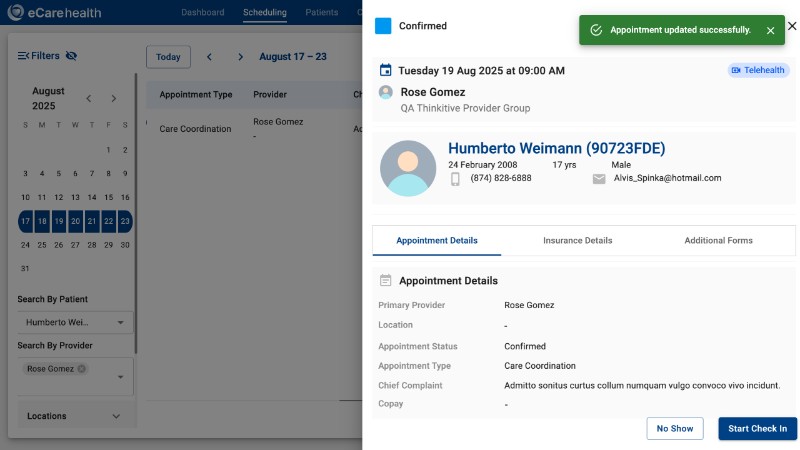 eCarehealth
Dashboard
Scheduling
Patients
Filters
August 2025
S M T W T F S
1 2
3 4 5 6 7 8 9
10 11 12 13 14 15 16
17 18 19 20 21 22 23
24 25 26 27 28 29 30
31
Search By Patient
Humberto Wei...
Search By Provider
Rose Gomez
Locations
Today
August 17 – 23
Appointment Type
Provider
Care Coordination
Rose Gomez
-
Confirmed
Appointment updated successfully.
Tuesday 19 Aug 2025 at 09:00 AM
Telehealth
Rose Gomez
QA Thinkitive Provider Group
Humberto Weimann (90723FDE)
24 February 2008 17 yrs Male
(874) 828-6888 Alvis_Spinka@hotmail.com
Appointment Details
Insurance Details
Additional Forms
Appointment Details
Primary Provider Rose Gomez
Location -
Appointment Status Confirmed
Appointment Type Care Coordination
Chief Complaint Admitto sonitus curtus collum numquam vulgo convoco vivo incidunt.
Copay -
No Show
Start Check In